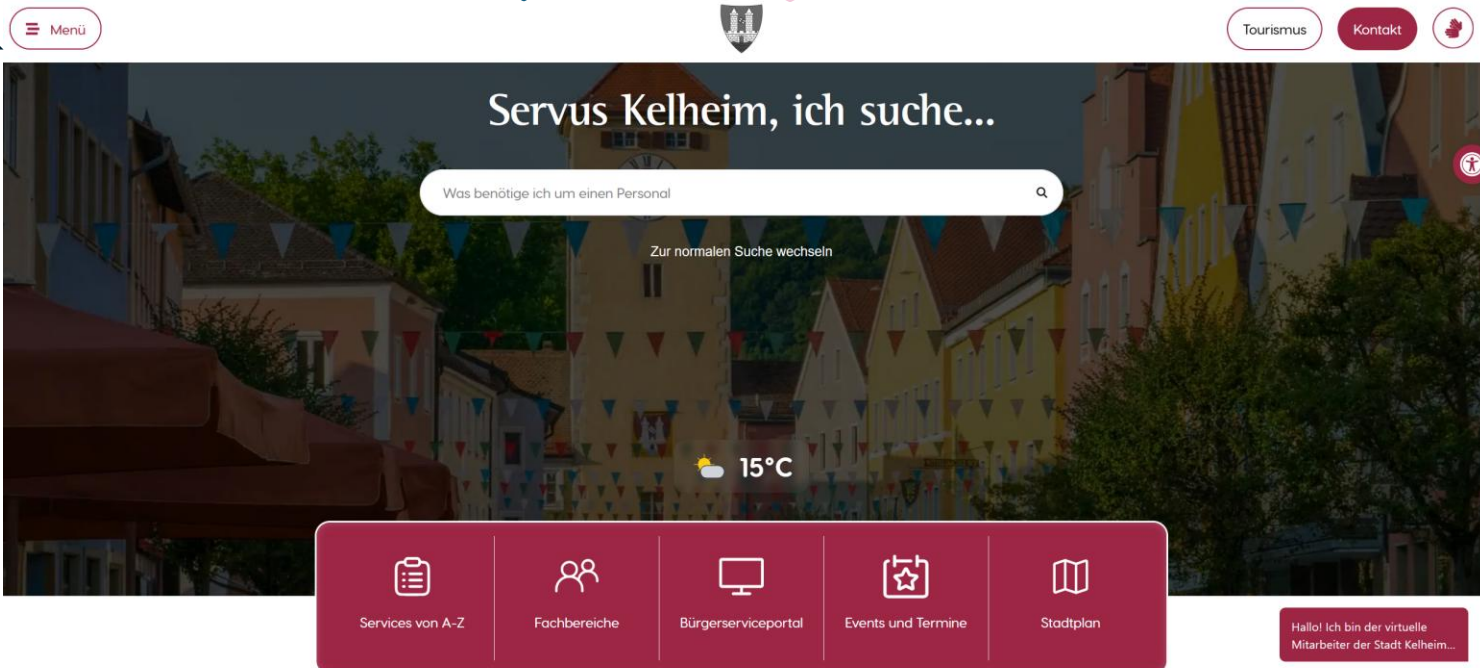 Menü
Tourismus
Kontakt
Servus Kelheim, ich suche...
Was benötige ich um einen Personal
Zur normalen Suche wechseln
15°C
Services von A-Z
Fachbereiche
Bürgerserviceportal
Events und Termine
Stadtplan
Hallo! Ich bin der virtuelle
Mitarbeiter der Stadt Kelheim...